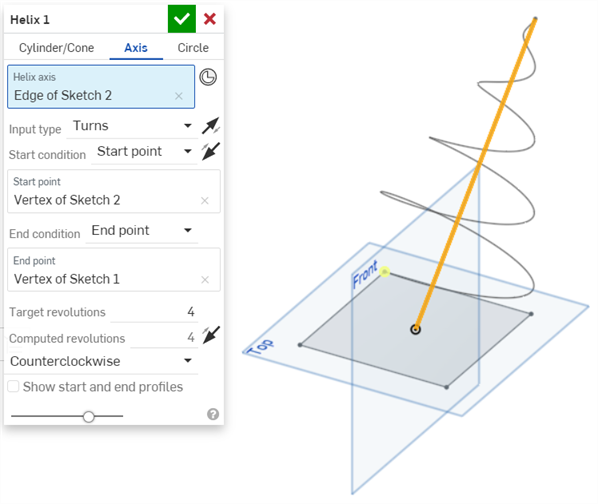 Helix 1
Cylinder/Cone Axis Circle
Helix axis
Edge of Sketch 2
Input type Turns
Start condition Start point
Start point
Vertex of Sketch 2
End condition End point
End point
Vertex of Sketch 1
Target revolutions 4
Computed revolutions 4
Counterclockwise
Show start and end profiles
Front
Top